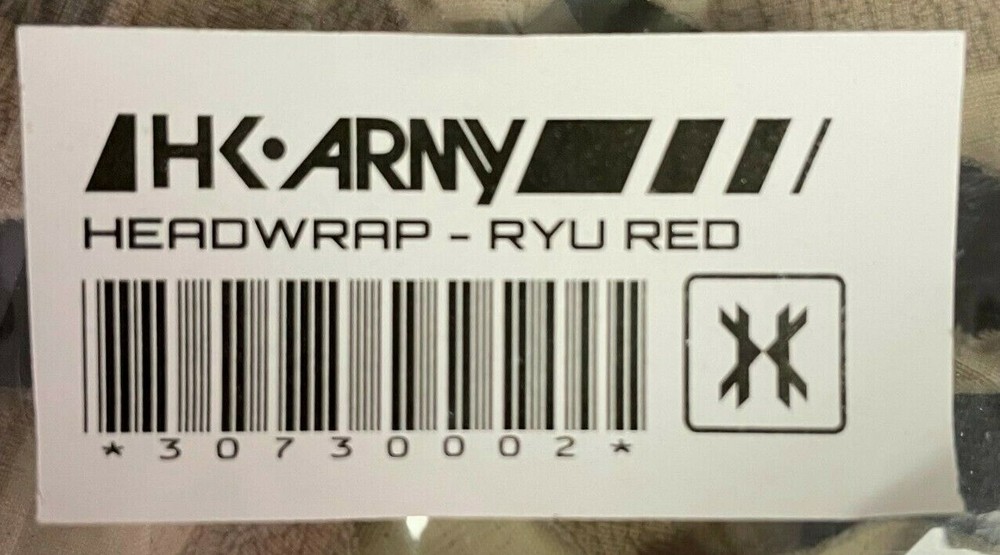 HK•ARMY
HEADWRAP - RYU RED
*30730002*